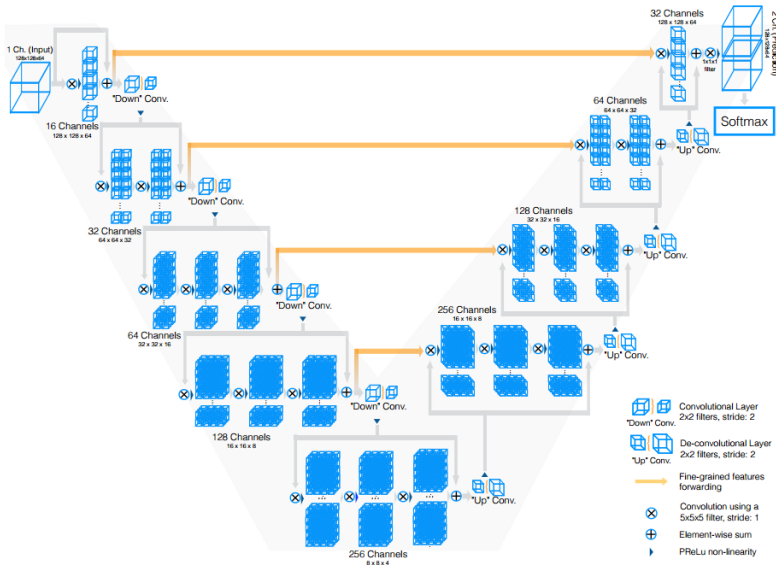 1 Ch. (Input)
128x128x64
"Down" Conv.
16 Channels
128 x 128 x 64
"Down" Conv.
32 Channels
64 x 64 x 32
"Down" Conv.
64 Channels
32 x 32 x 16
"Down" Conv.
128 Channels
16 x 16 x 8
256 Channels
8 x 8 x 4
"Up" Conv.
256 Channels
16 x 16 x 8
"Up" Conv.
128 Channels
32 x 32 x 16
"Up" Conv.
64 Channels
64 x 64 x 32
"Up" Conv.
32 Channels
128 x 128 x 64
1x1x1
filter
Softmax
Convolutional Layer
2x2 filters, stride: 2
"Down" Conv.
De-convolutional Layer
2x2 filters, stride: 2
"Up" Conv.
Fine-grained features
forwarding
Convolution using a
5x5x5 filter, stride: 1
Element-wise sum
PReLu non-linearity